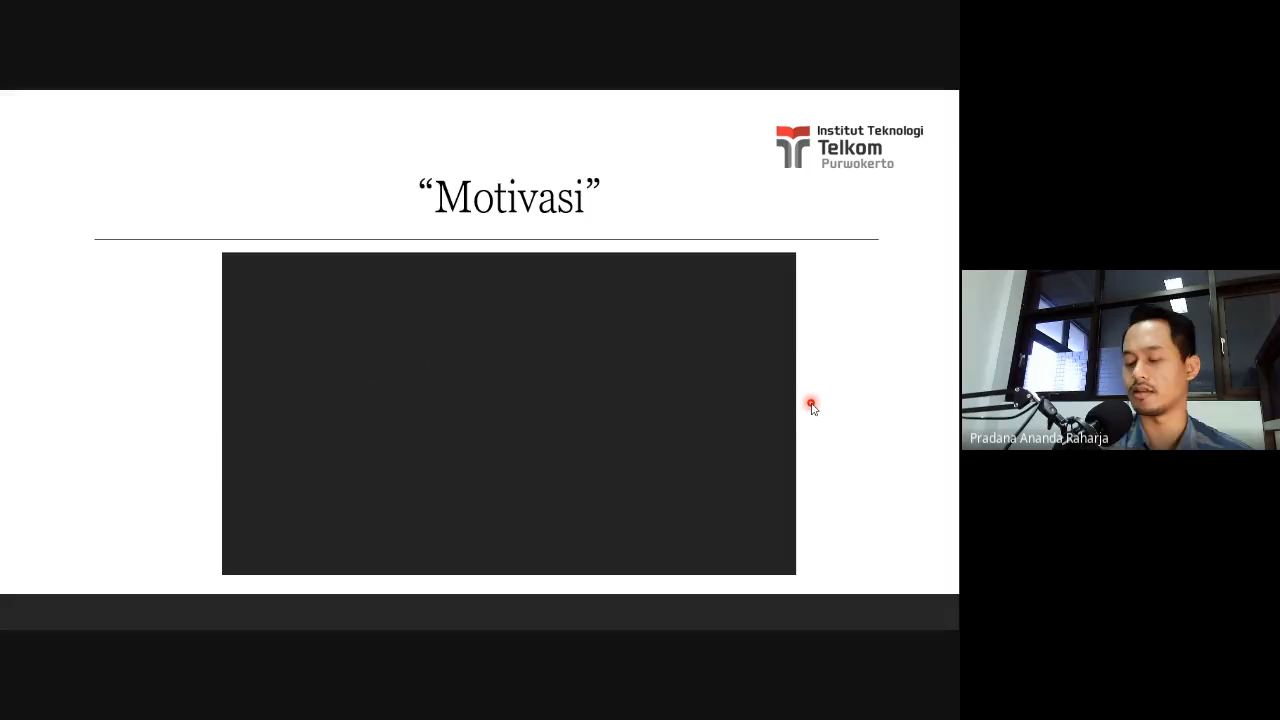 Institut Teknologi
Telkom
Purwokerto
“Motivasi”
Pradana Ananda Raharja